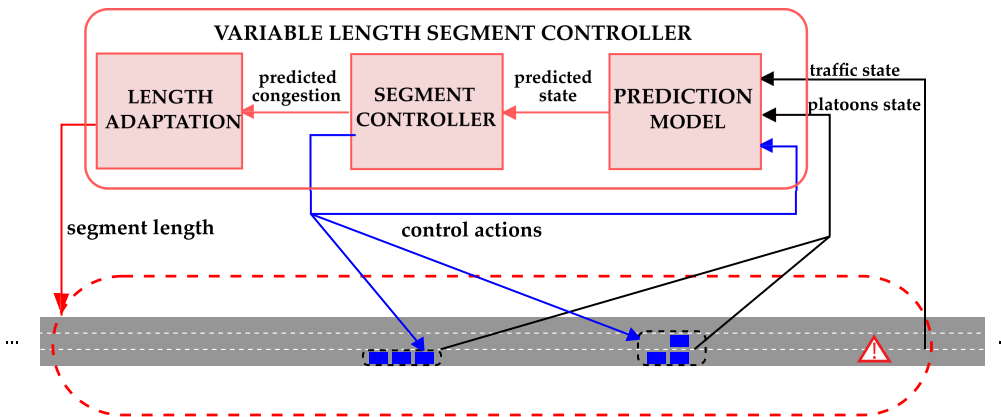 VARIABLE LENGTH SEGMENT CONTROLLER
LENGTH
ADAPTATION
predicted
congestion
SEGMENT
CONTROLLER
predicted
state
PREDICTION
MODEL
traffic state
platoons state
segment length
control actions
...
!